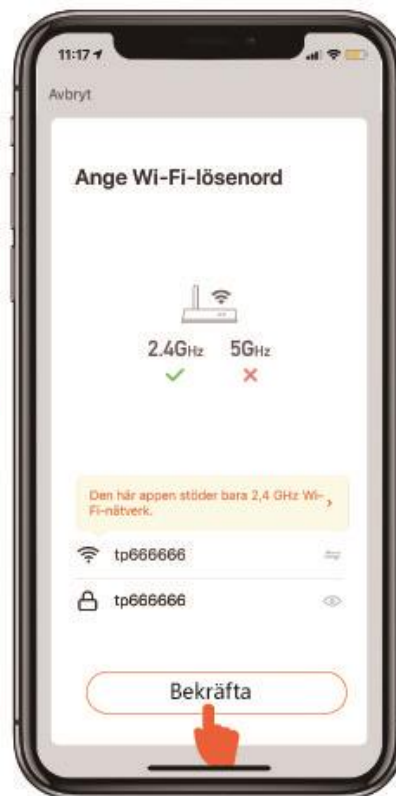 11:17
Avbryt
Ange Wi-Fi-lösenord
2.4GHz 5GHz
Den här appen stöder bara 2,4 GHz Wi-
Fi-nätverk.
tp666666
tp666666
Bekräfta